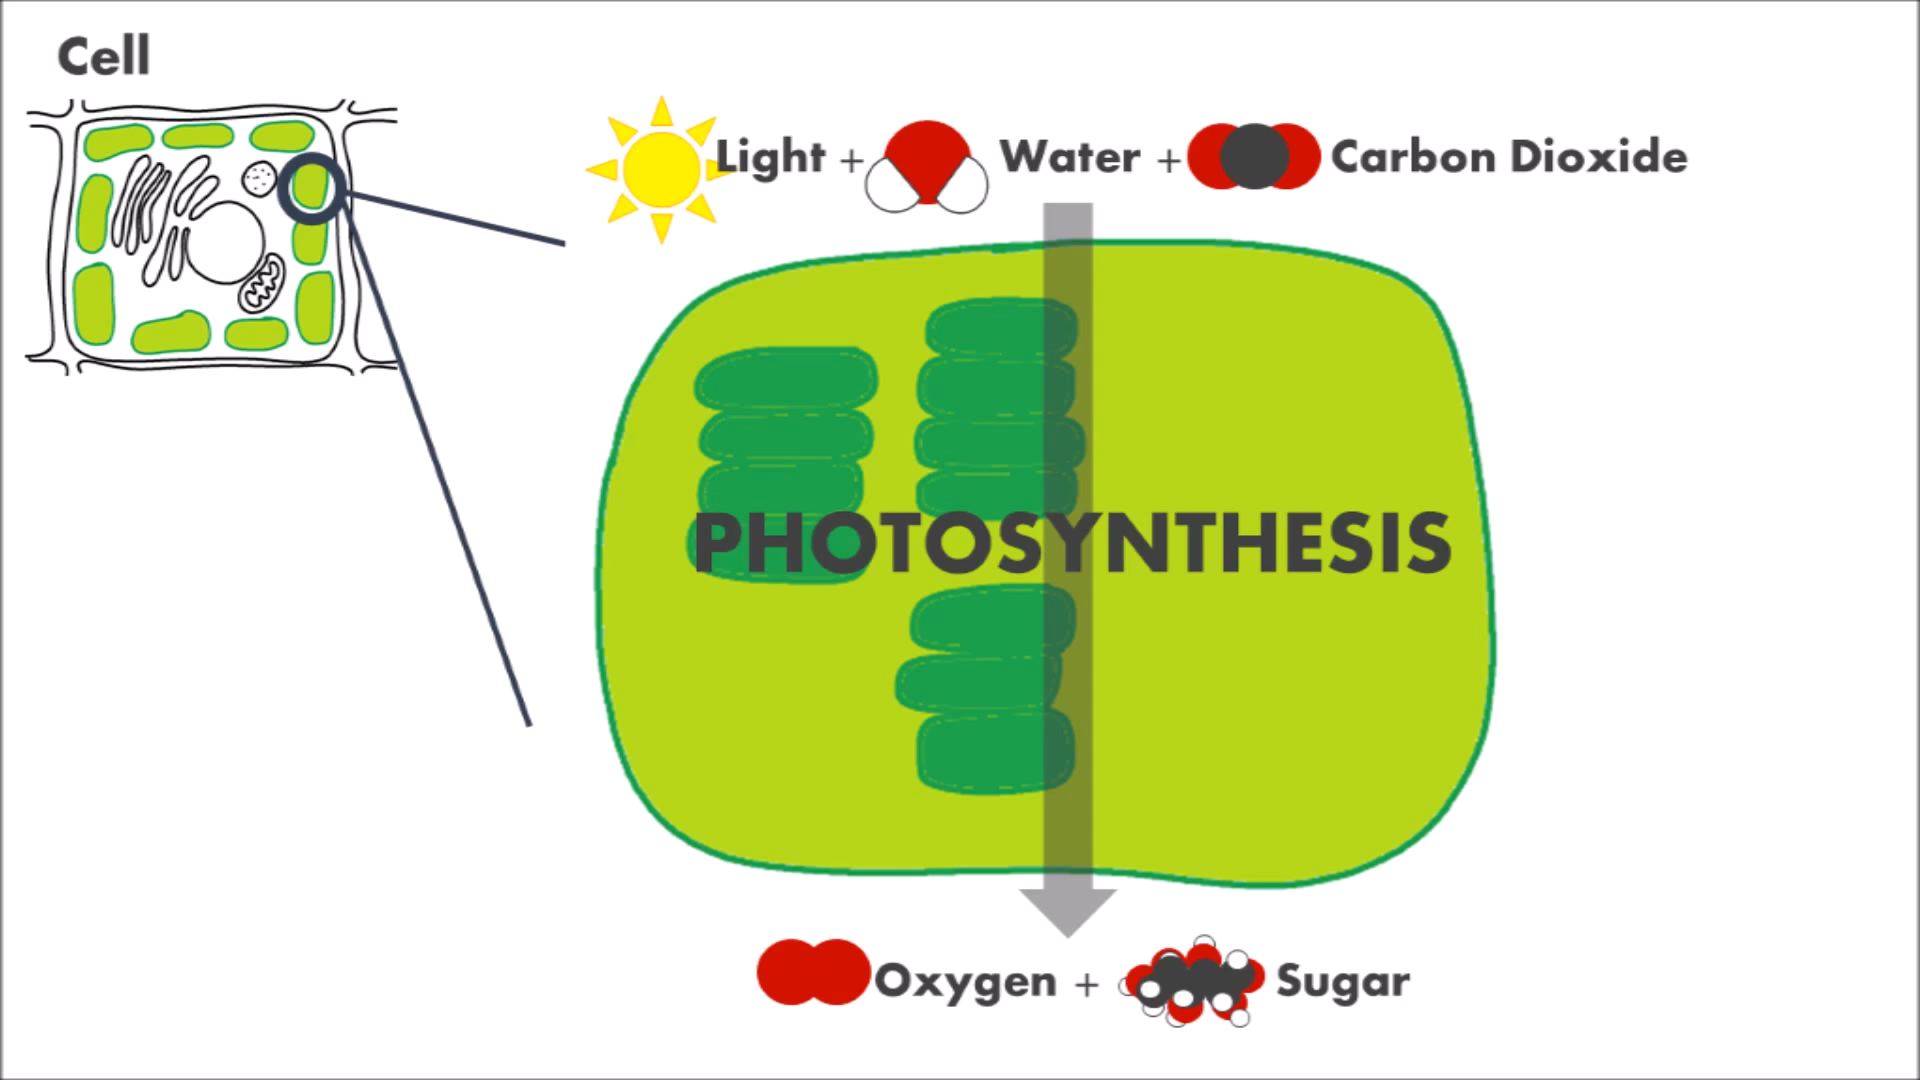 Cell
Light + Water + Carbon Dioxide
PHOTOSYNTHESIS
Oxygen + Sugar